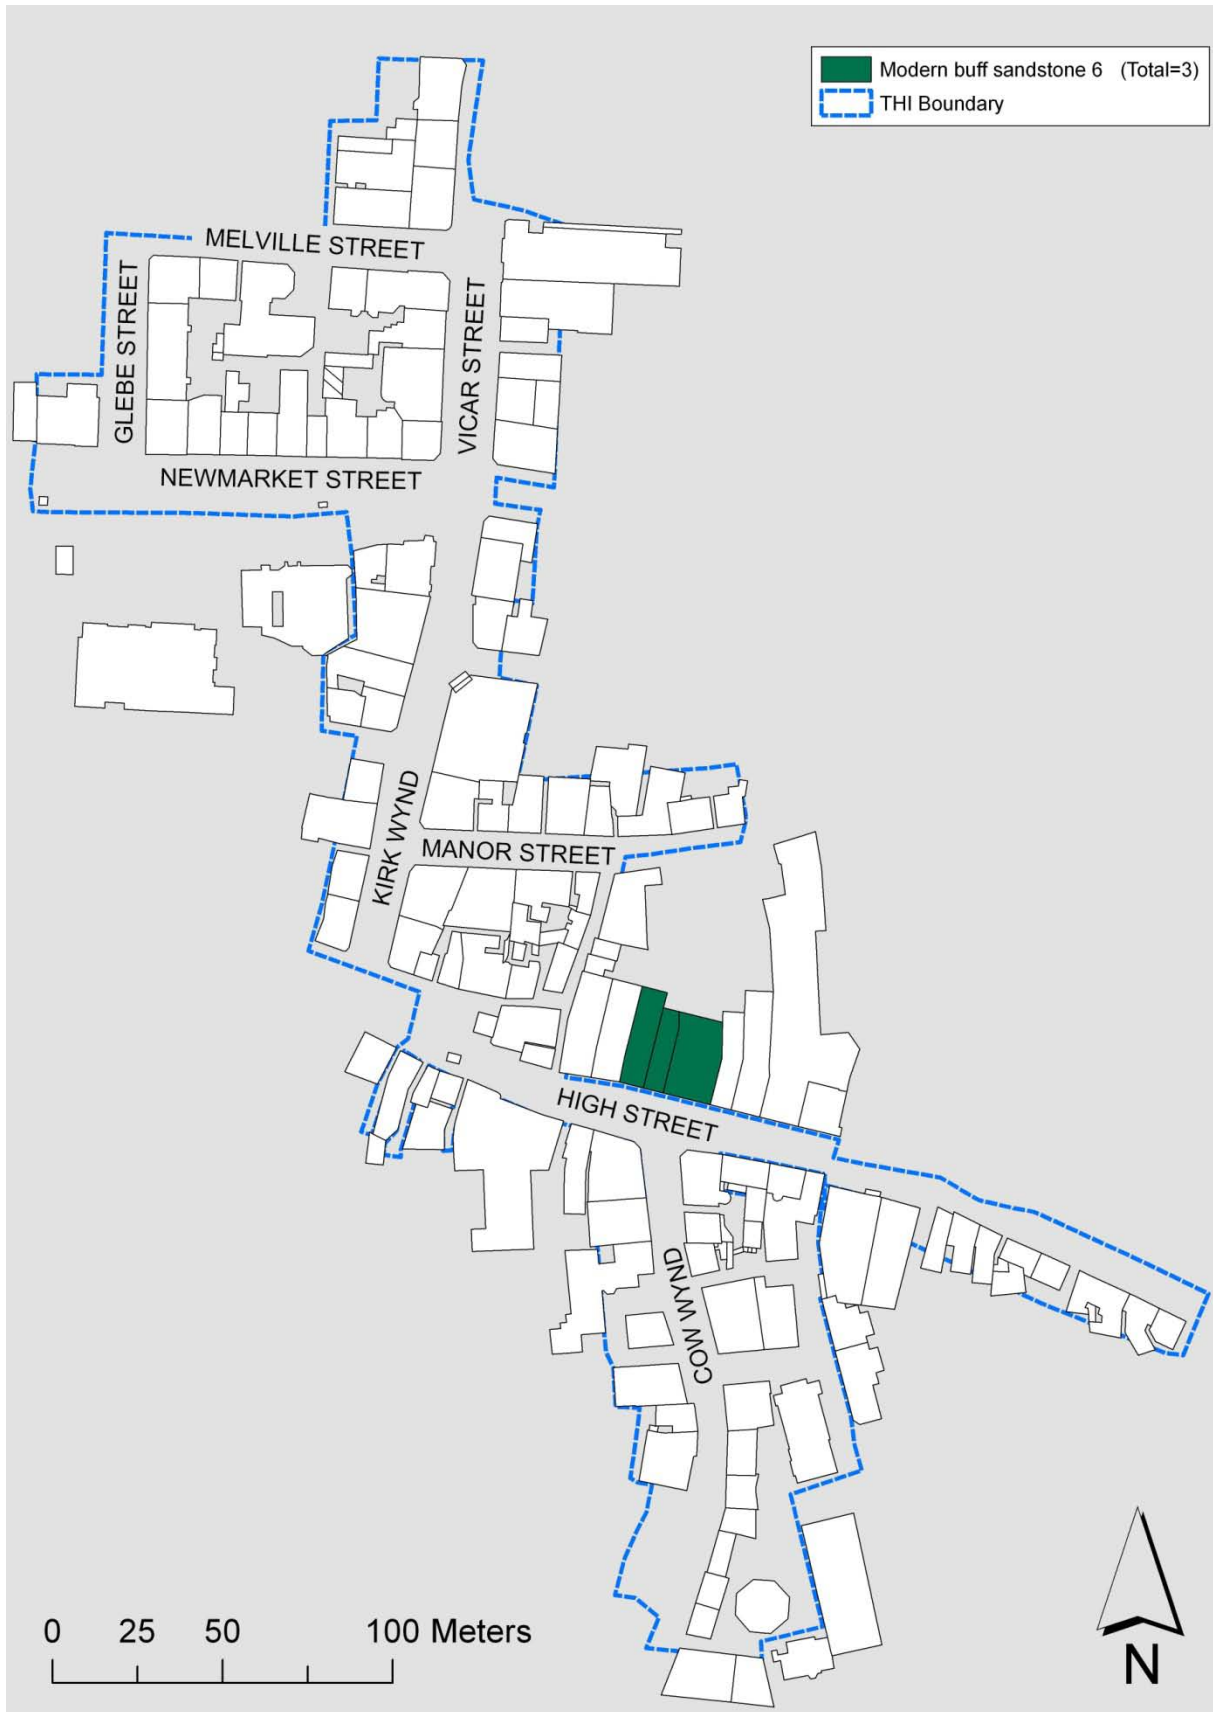 Modern buff sandstone 6 (Total=3)
THI Boundary
MELVILLE STREET
GLEBE STREET
VICAR STREET
NEWMARKET STREET
KIRK WYND
MANOR STREET
HIGH STREET
COW WYND
0 25 50 100 Meters
N